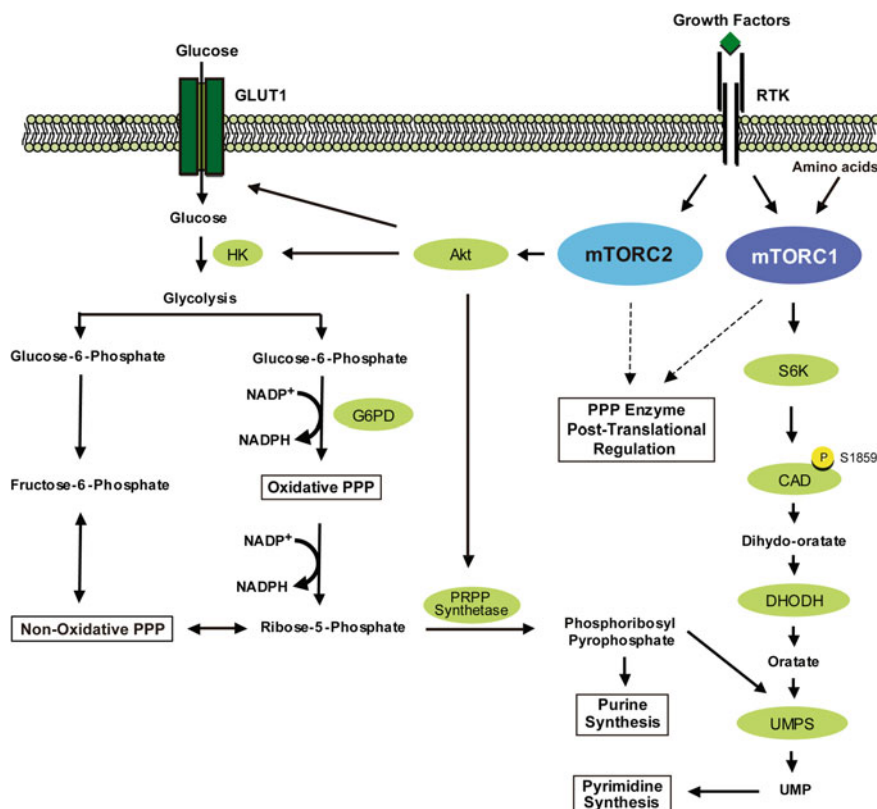 Growth Factors
Glucose
GLUT1
RTK
Amino acids
Glucose
HK
Akt
mTORC2
mTORC1
Glycolysis
Glucose-6-Phosphate
Glucose-6-Phosphate
S6K
NADP+
G6PD
NADPH
PPP Enzyme
Post-Translational
Regulation
P
S1859
CAD
Fructose-6-Phosphate
Oxidative PPP
Dihydo-oratate
NADP+
NADPH
PRPP
Synthetase
DHODH
Non-Oxidative PPP
Ribose-5-Phosphate
Phosphoribosyl
Pyrophosphate
Oratate
Purine
Synthesis
UMPS
Pyrimidine
Synthesis
UMP